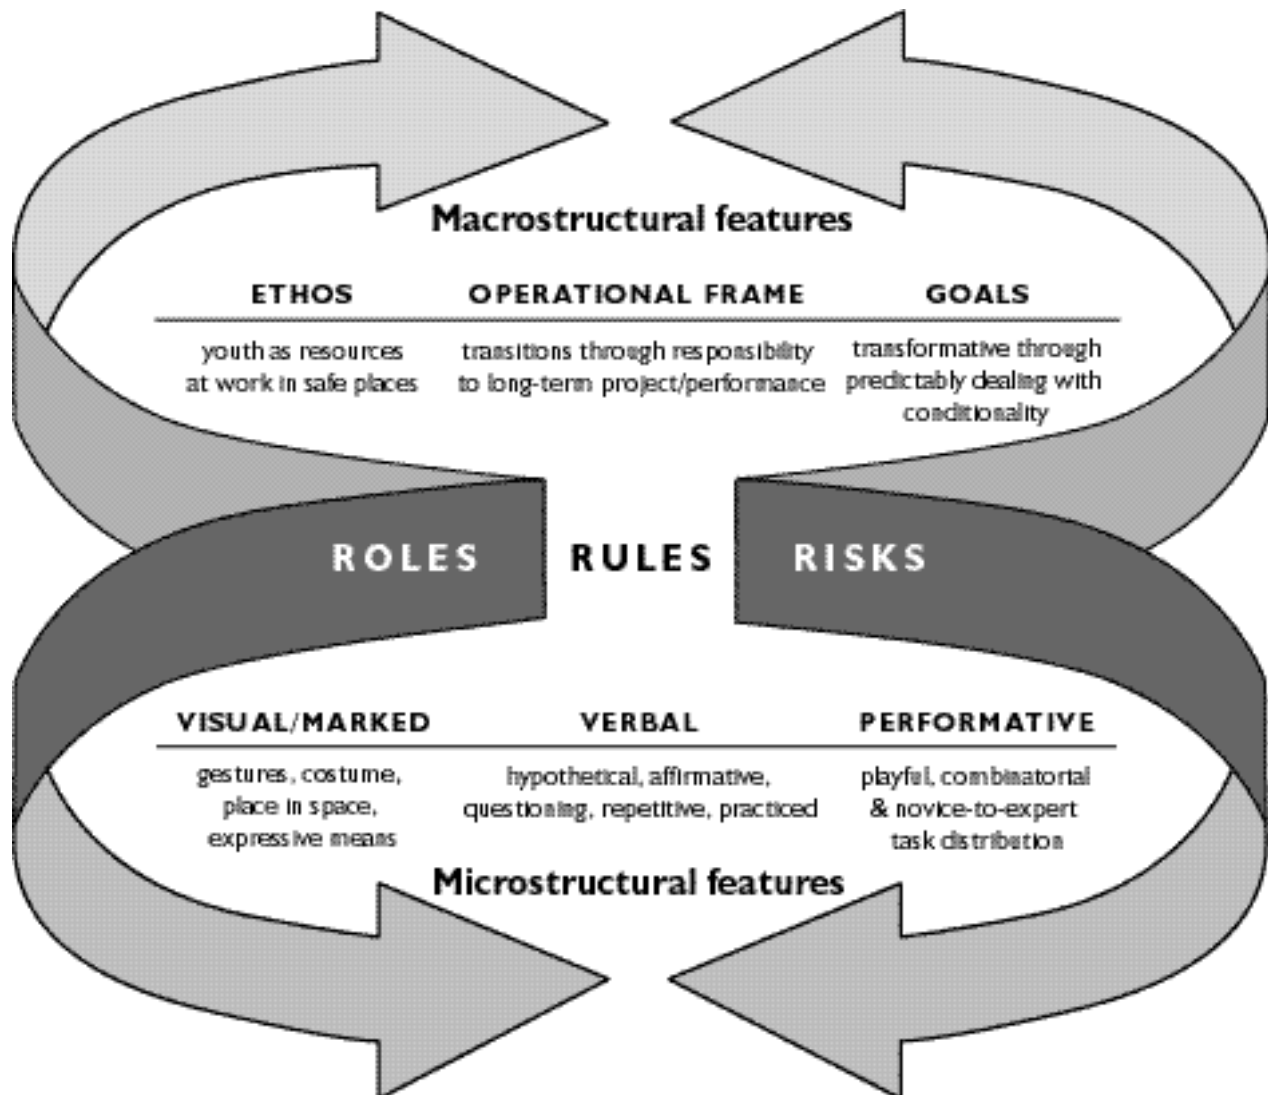 Macrostructural features
ETHOS OPERATIONAL FRAME GOALS
youth as resources transitions through responsibility transformative through
at work in safe places to long-term project/performance predictably dealing with
conditionality
ROLES RULES RISKS
VISUAL/MARKED VERBAL PERFORMATIVE
gestures, costume, hypothetical, affirmative, playful, combinatorial
place in space, questioning, repetitive, practiced & novice-to-expert
expressive means task distribution
Microstructural features